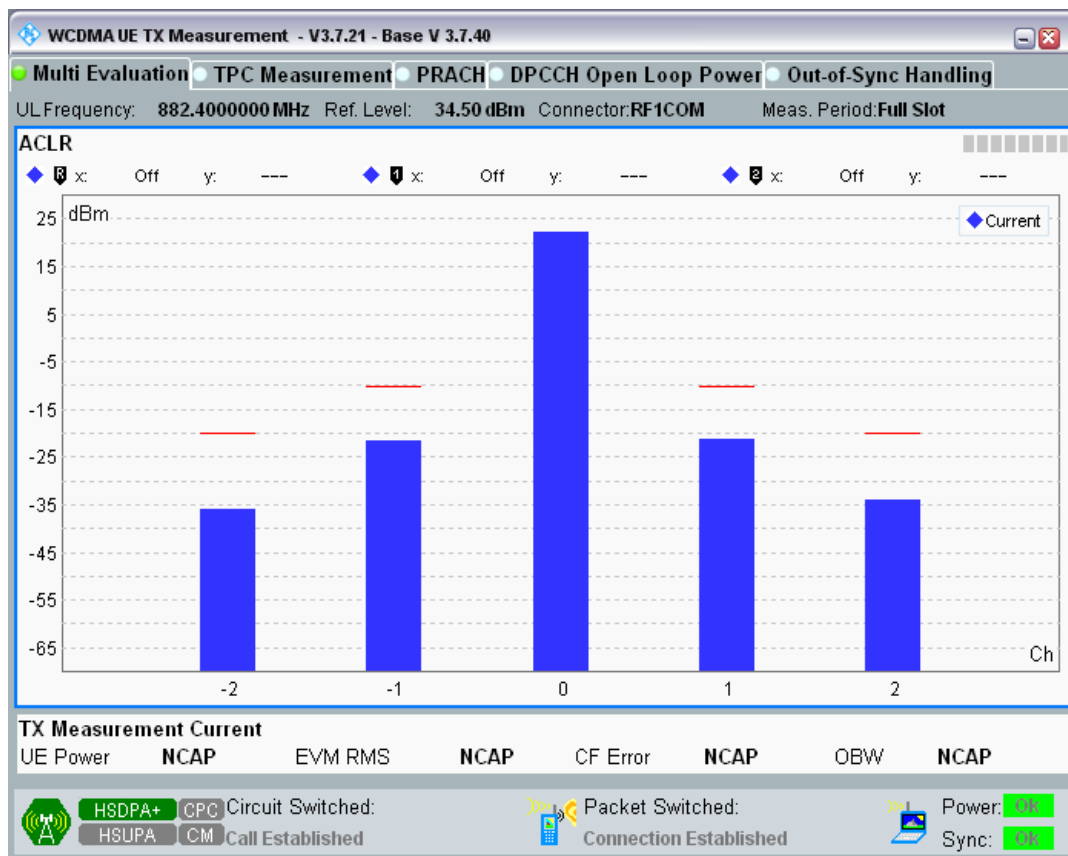 WCDMA UE TX Measurement - V3.7.21 - Base V 3.7.40
Multi Evaluation TPC Measurement PRACH DPCCH Open Loop Power Out-of-Sync Handling
UL Frequency: 882.4000000 MHz Ref. Level: 34.50 dBm Connector:RF1COM Meas. Period:Full Slot
ACLR
R x: Off y: --- 1 x: Off y: --- 2 x: Off y: ---
dBm
Current
25
15
5
-5
-15
-25
-35
-45
-55
-65
Ch
-2 -1 0 1 2
TX Measurement Current
UE Power NCAP EVM RMS NCAP CF Error NCAP OBW NCAP
HSDPA+ CPC Circuit Switched: Packet Switched: Power: OK
HSUPA CM Call Established Connection Established Sync: OK